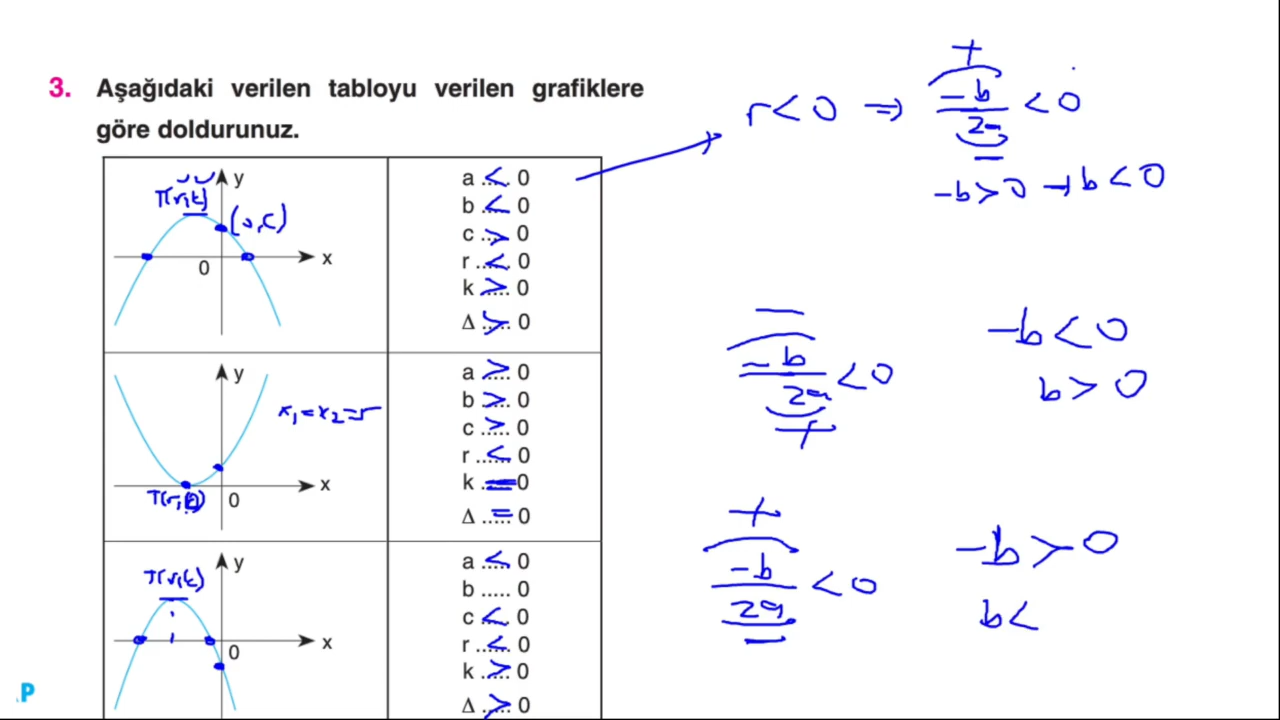 3. Aşağıdaki verilen tabloyu verilen grafiklere
göre doldurunuz.
y
T(r,k)
(0,c)
0
x
a ..<.. 0
b ..<.. 0
c ..>.. 0
r ..<.. 0
k ..>.. 0
Δ ..>.. 0
r<0 ⇒ -b/2a < 0
+
-
-b>0 → b<0
y
x₁=x₂=r
T(r,0)
0
x
a ..>.. 0
b ..>.. 0
c ..>.. 0
r ..<.. 0
k ..=.. 0
Δ ..=.. 0
-
-b/2a < 0
+
-b<0
b>0
y
T(r,k)
0
x
a ..<.. 0
b ..... 0
c ..<.. 0
r ..<.. 0
k ..>.. 0
Δ ..>.. 0
+
-b/2a < 0
-
-b>0
b<
P